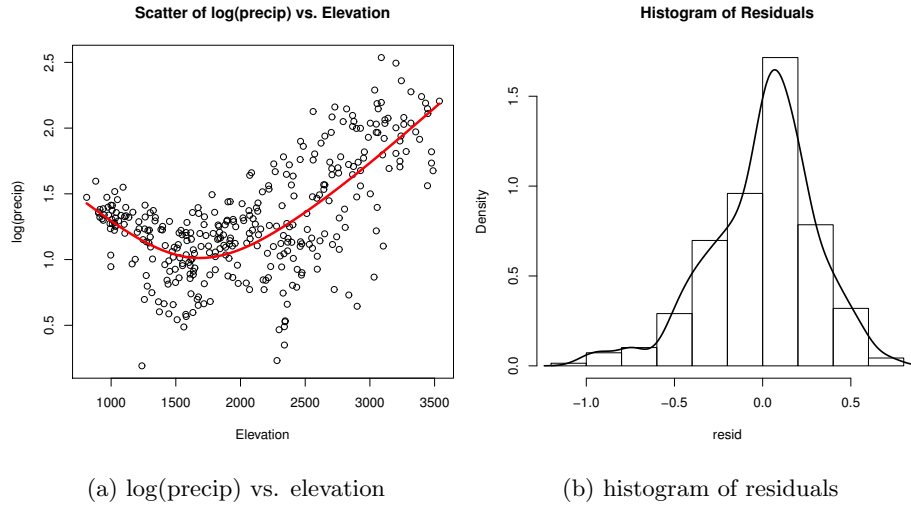 Scatter of log(precip) vs. Elevation
2.5
2.0
1.5
1.0
0.5
log(precip)
1000 1500 2000 2500 3000 3500
Elevation
(a) log(precip) vs. elevation
Histogram of Residuals
1.5
1.0
0.5
0.0
Density
−1.0 −0.5 0.0 0.5
resid
(b) histogram of residuals